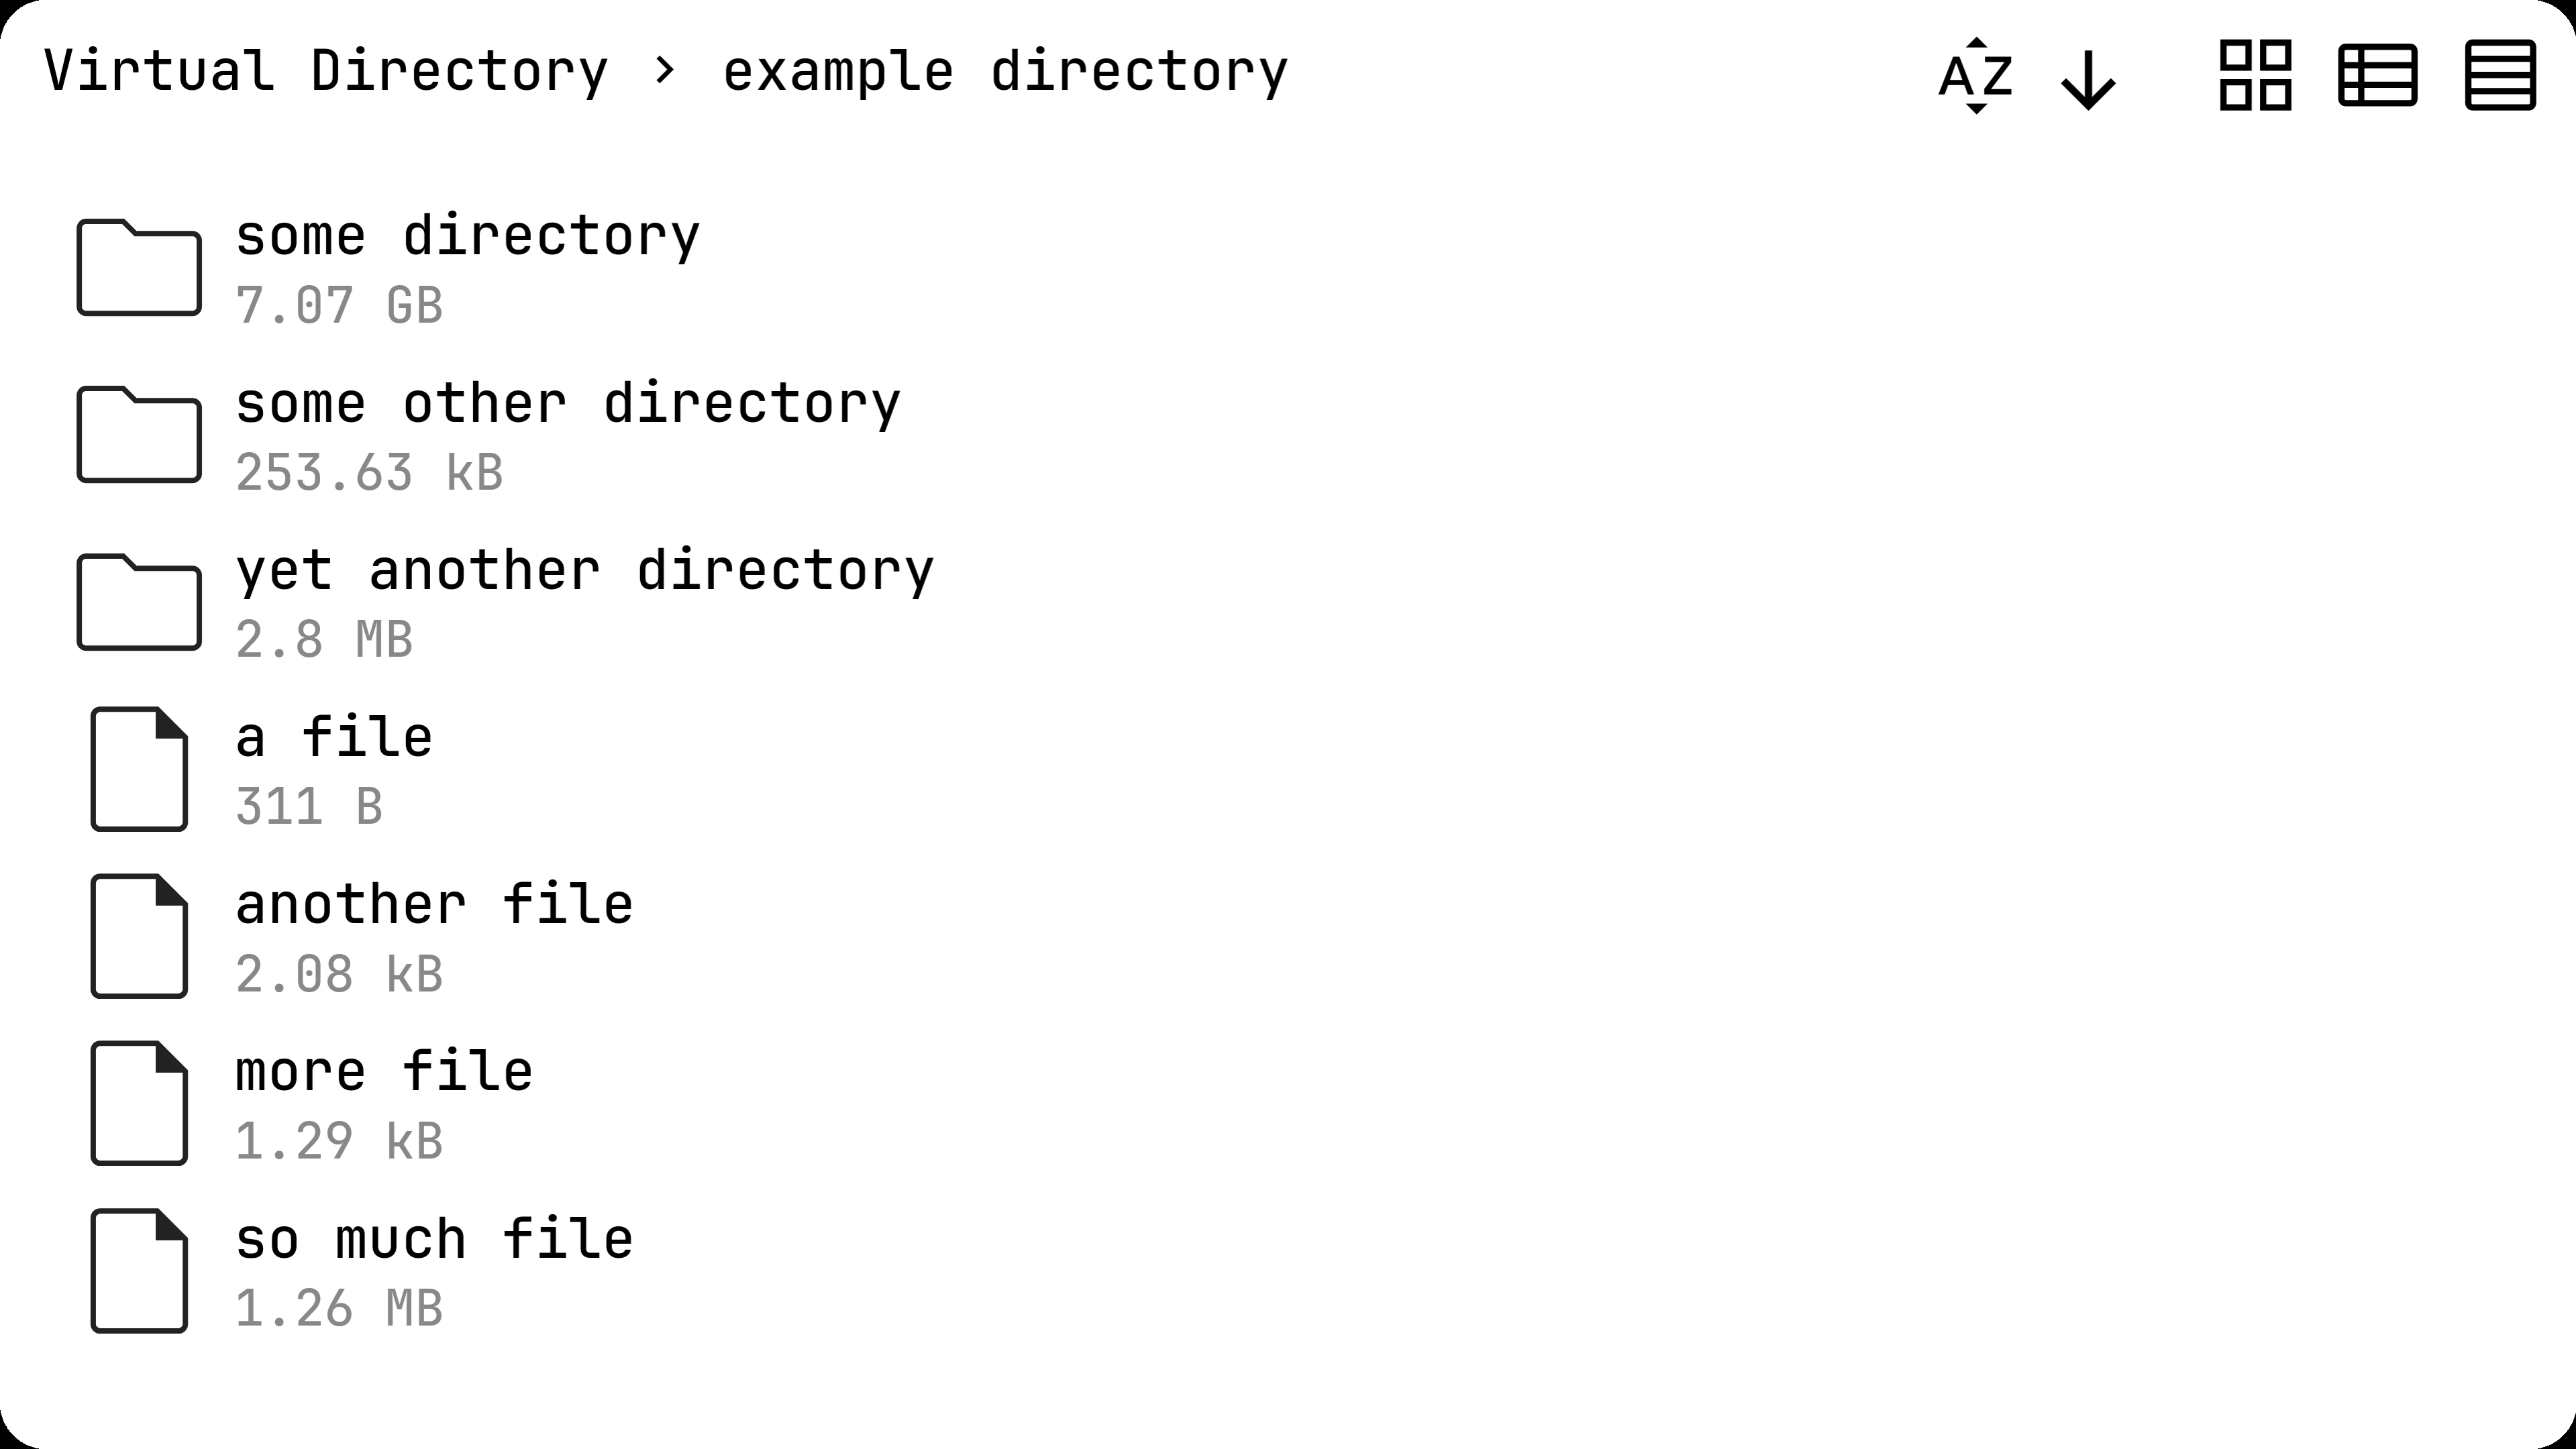 Virtual Directory > example directory
AZ
some directory
7.07 GB
some other directory
253.63 kB
yet another directory
2.8 MB
a file
311 B
another file
2.08 kB
more file
1.29 kB
so much file
1.26 MB